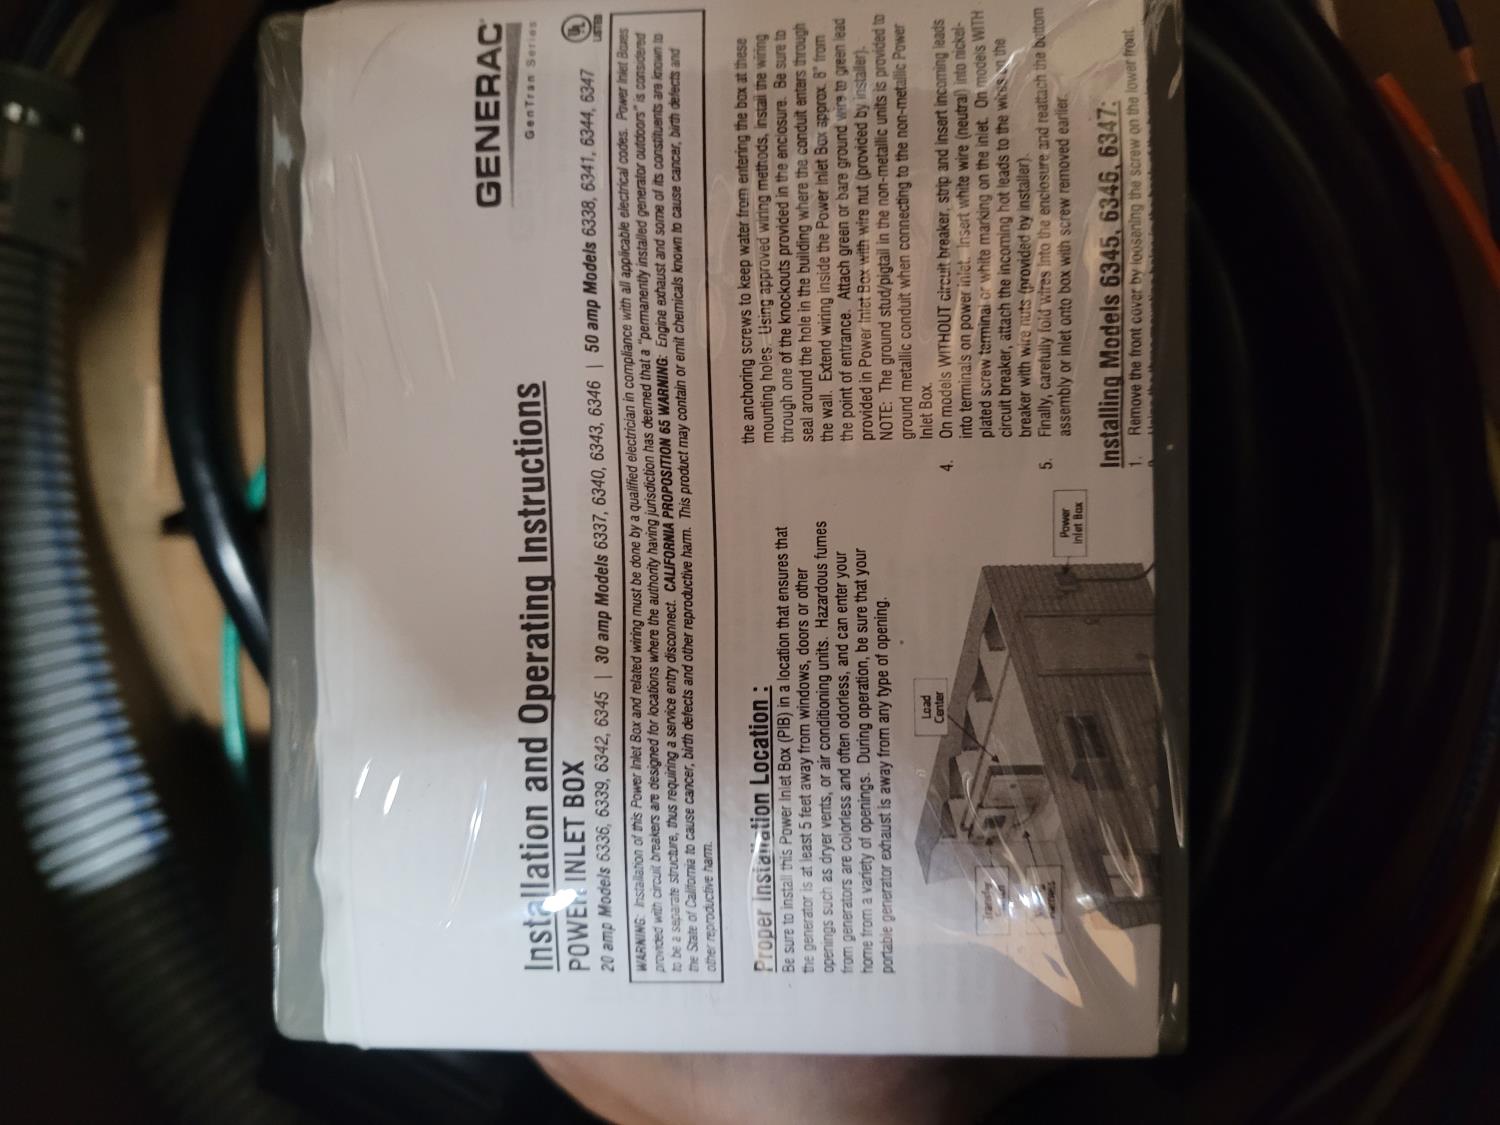 GENERAC
GenTran Series
UL
LISTED
Installation and Operating Instructions
POWER INLET BOX
20 amp Models 6336, 6339, 6342, 6345 | 30 amp Models 6337, 6340, 6343, 6346 | 50 amp Models 6338, 6341, 6344, 6347
WARNING: Installation of this Power Inlet Box and related wiring must be done by a qualified electrician in compliance with all applicable electrical codes. Power Inlet Boxes
provided with circuit breakers are designed for locations where the authority having jurisdiction has deemed that a "permanently installed generator outdoors" is considered
to be a separate structure, thus requiring a service entry disconnect. CALIFORNIA PROPOSITION 65 WARNING: Engine exhaust and some of its constituents are known to
the State of California to cause cancer, birth defects and other reproductive harm. This product may contain or emit chemicals known to cause cancer, birth defects and
other reproductive harm.
Proper Installation Location :
Be sure to install this Power Inlet Box (PIB) in a location that ensures that
the generator is at least 5 feet away from windows, doors or other
openings such as dryer vents, or air conditioning units. Hazardous fumes
from generators are colorless and often odorless, and can enter your
home from a variety of openings. During operation, be sure that your
portable generator exhaust is away from any type of opening.
Load
Center
Power
Inlet Box
Transfer
the anchoring screws to keep water from entering the box at these
mounting holes. Using approved wiring methods, install the wiring
through one of the knockouts provided in the enclosure. Be sure to
seal around the hole in the building where the conduit enters through
the wall. Extend wiring inside the Power Inlet Box approx. 8" from
the point of entrance. Attach green or bare ground wire to green lead
provided in Power Inlet Box with wire nut (provided by installer).
NOTE: The ground stud/pigtail in the non-metallic units is provided to
ground metallic conduit when connecting to the non-metallic Power
Inlet Box.
4. On models WITHOUT circuit breaker, strip and insert incoming leads
into terminals on power inlet. Insert white wire (neutral) into nickel-
plated screw terminal or white marking on the inlet. On models WITH
circuit breaker, attach the incoming hot leads to the wires on the
breaker with wire nuts (provided by installer).
5. Finally, carefully fold wires into the enclosure and reattach the bottom
assembly or inlet onto box with screw removed earlier.
Installing Models 6345, 6346, 6347:
1. Remove the front cover by loosening the screw on the lower front.